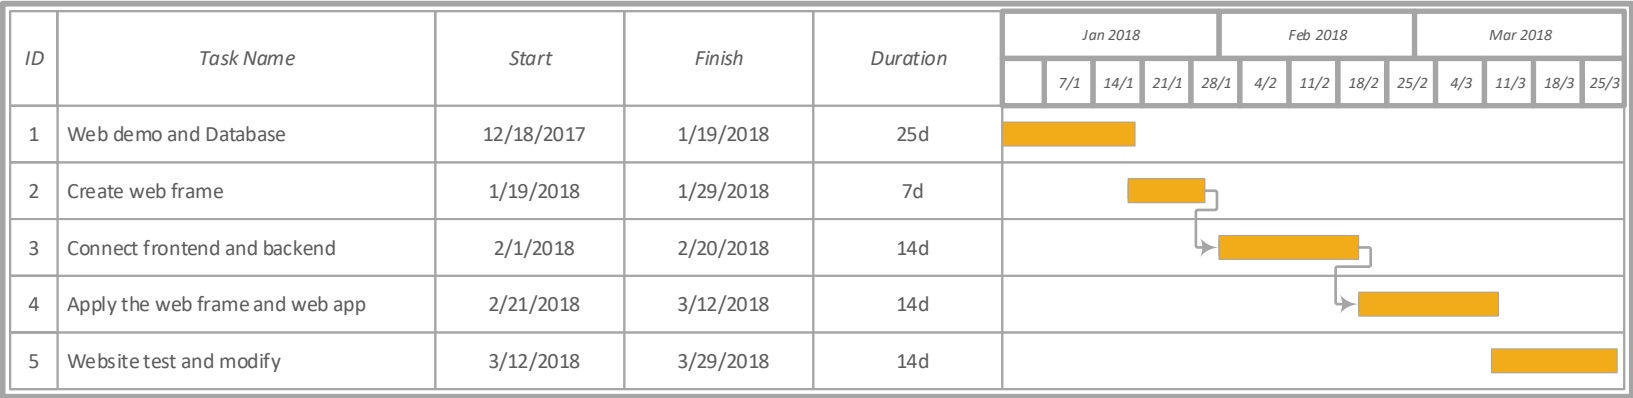 ID Task Name Start Finish Duration Jan 2018 Feb 2018 Mar 2018
7/1 14/1 21/1 28/1 4/2 11/2 18/2 25/2 4/3 11/3 18/3 25/3
1 Web demo and Database 12/18/2017 1/19/2018 25d
2 Create web frame 1/19/2018 1/29/2018 7d
3 Connect frontend and backend 2/1/2018 2/20/2018 14d
4 Apply the web frame and web app 2/21/2018 3/12/2018 14d
5 Website test and modify 3/12/2018 3/29/2018 14d